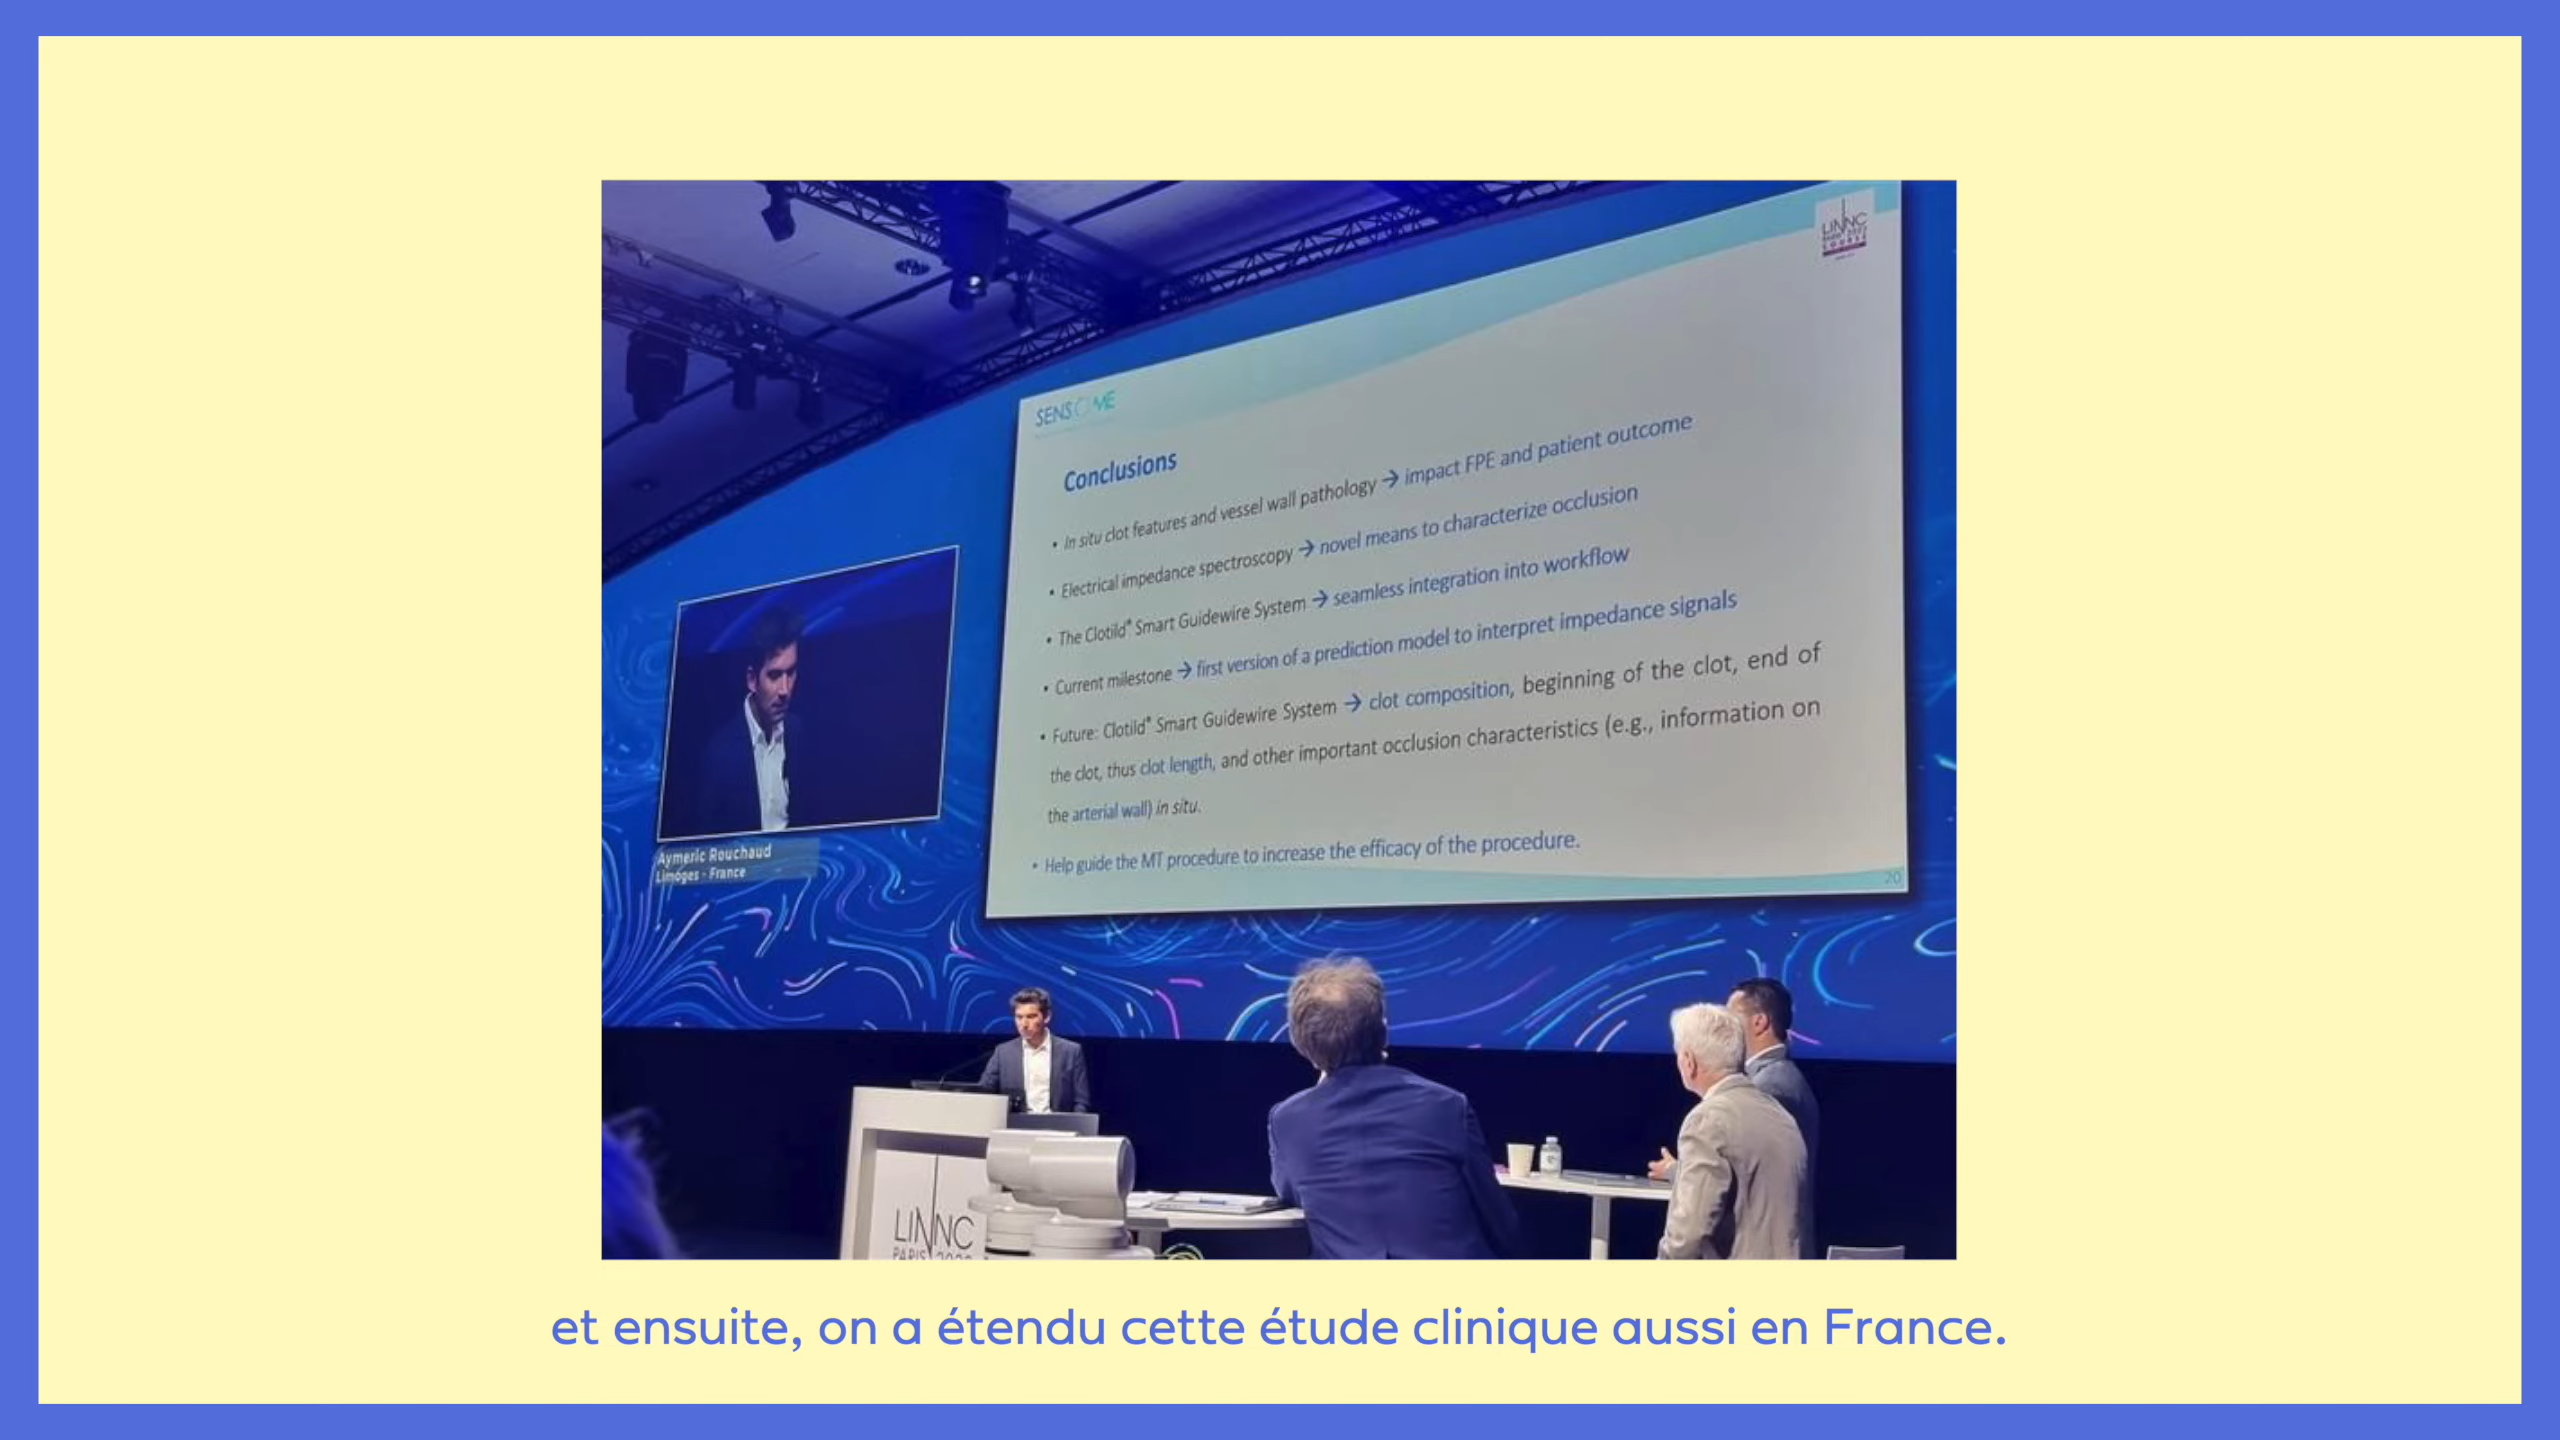 LINNC
COURSE
SENSOME
Conclusions
• In situ clot features and vessel wall pathology → impact FPE and patient outcome
• Electrical impedance spectroscopy → novel means to characterize occlusion
• The Clotild® Smart Guidewire System → seamless integration into workflow
• Current milestone → first version of a prediction model to interpret impedance signals
• Future: Clotild® Smart Guidewire System → clot composition, beginning of the clot, end of
the clot, thus clot length, and other important occlusion characteristics (e.g., information on
the arterial wall) in situ.
• Help guide the MT procedure to increase the efficacy of the procedure.
20
Aymeric Rouchaud
Limoges - France
LINNC
PARIS
et ensuite, on a étendu cette étude clinique aussi en France.